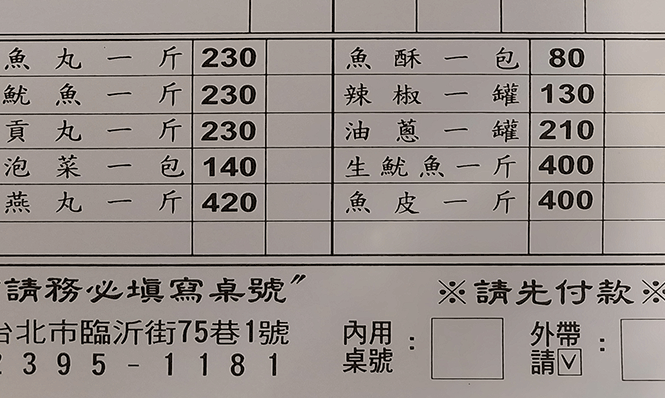 魚丸一斤 230 魚酥一包 80
魷魚一斤 230 辣椒一罐 130
貢丸一斤 230 油蔥一罐 210
泡菜一包 140 生魷魚一斤 400
燕丸一斤 420 魚皮一斤 400
請務必填寫桌號〞 ※請先付款※
台北市臨沂街75巷1號 內用 外帶
2395-1181 桌號： 請☑：